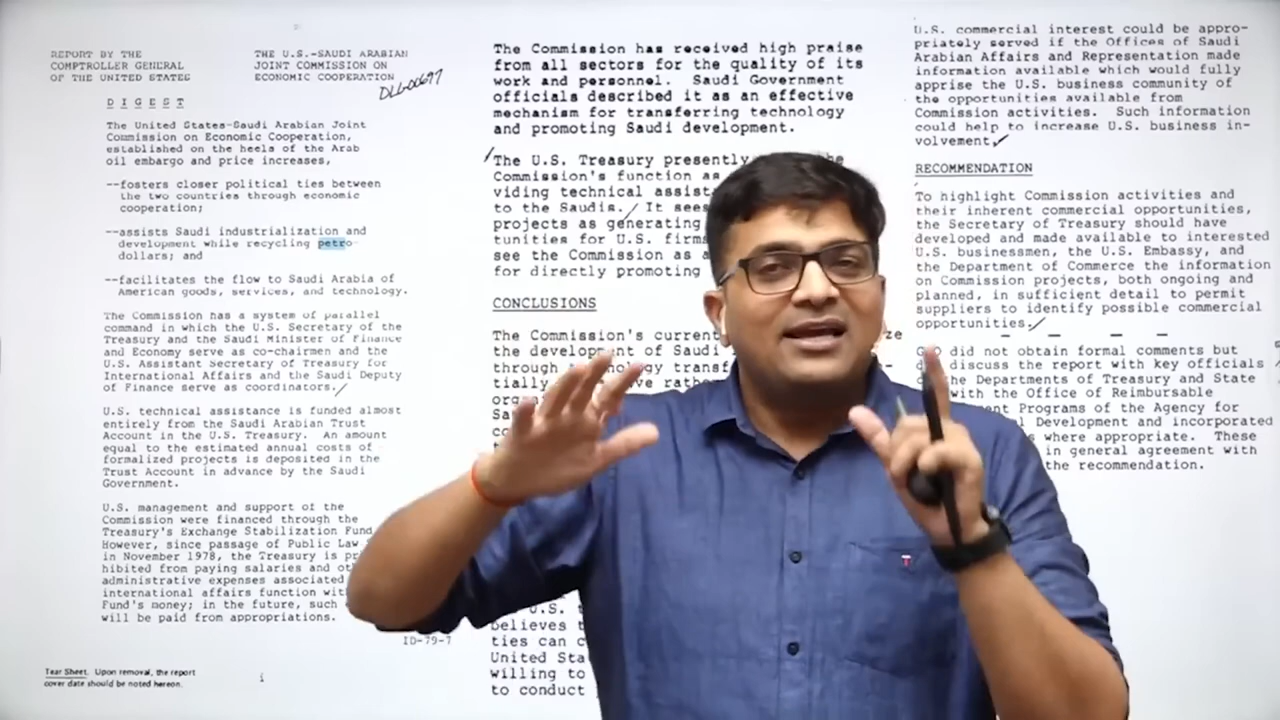 REPORT BY THE
COMPTROLLER GENERAL
OF THE UNITED STATES
THE U.S.-SAUDI ARABIAN
JOINT COMMISSION ON
ECONOMIC COOPERATION
DLG00697
DIGEST
The United States-Saudi Arabian Joint
Commission on Economic Cooperation,
established on the heels of the Arab
oil embargo and price increases,
--fosters closer political ties between
the two countries through economic
cooperation;
--assists Saudi industrialization and
development while recycling petro-
dollars; and
--facilitates the flow to Saudi Arabia of
American goods, services, and technology.
The Commission has a system of parallel
command in which the U.S. Secretary of the
Treasury and the Saudi Minister of Finance
and Economy serve as co-chairmen and the
U.S. Assistant Secretary of Treasury for
International Affairs and the Saudi Deputy
of Finance serve as coordinators.
U.S. technical assistance is funded almost
entirely from the Saudi Arabian Trust
Account in the U.S. Treasury. An amount
equal to the estimated annual costs of
formalized projects is deposited in the
Trust Account in advance by the Saudi
Government.
U.S. management and support of the
Commission were financed through the
Treasury's Exchange Stabilization Fund
However, since passage of Public Law
in November 1978, the Treasury is
hibited from paying salaries and
administrative expenses associated
international affairs function
Fund's money; in the future, such
will be paid from appropriations.
ID-79-7
Tear Sheet. Upon removal, the report
cover date should be noted hereon.
i
The Commission has received high praise
from all sectors for the quality of its
work and personnel. Saudi Government
officials described it as an effective
mechanism for transferring technology
and promoting Saudi development.
The U.S. Treasury presently
Commission's function as
viding technical
to the Saudis. It sees
projects as generating
tunities for U.S. firms
see the Commission as a
for directly promoting
CONCLUSIONS
The Commission's current
the development of Saudi
through
U.S.
believes
ties can
United
willing to
to conduct
U.S. commercial interest could be appro-
priately served if the Offices of Saudi
Arabian Affairs and Representation made
information available which would fully
apprise the U.S. business community of
the opportunities available from
Commission activities. Such information
could help to increase U.S. business in-
volvement.
RECOMMENDATION
To highlight Commission activities and
their inherent commercial opportunities,
the Secretary of Treasury should have
developed and made available to interested
U.S. businessmen, the U.S. Embassy, and
the Department of Commerce the information
on Commission projects, both ongoing and
planned, in sufficient detail to permit
suppliers to identify possible commercial
opportunities.
did not obtain formal comments but
discuss the report with key officials
the Departments of Treasury and State
with the Office of Reimbursable
Programs of the Agency for
Development and incorporated
where appropriate. These
in general agreement with
the recommendation.
T